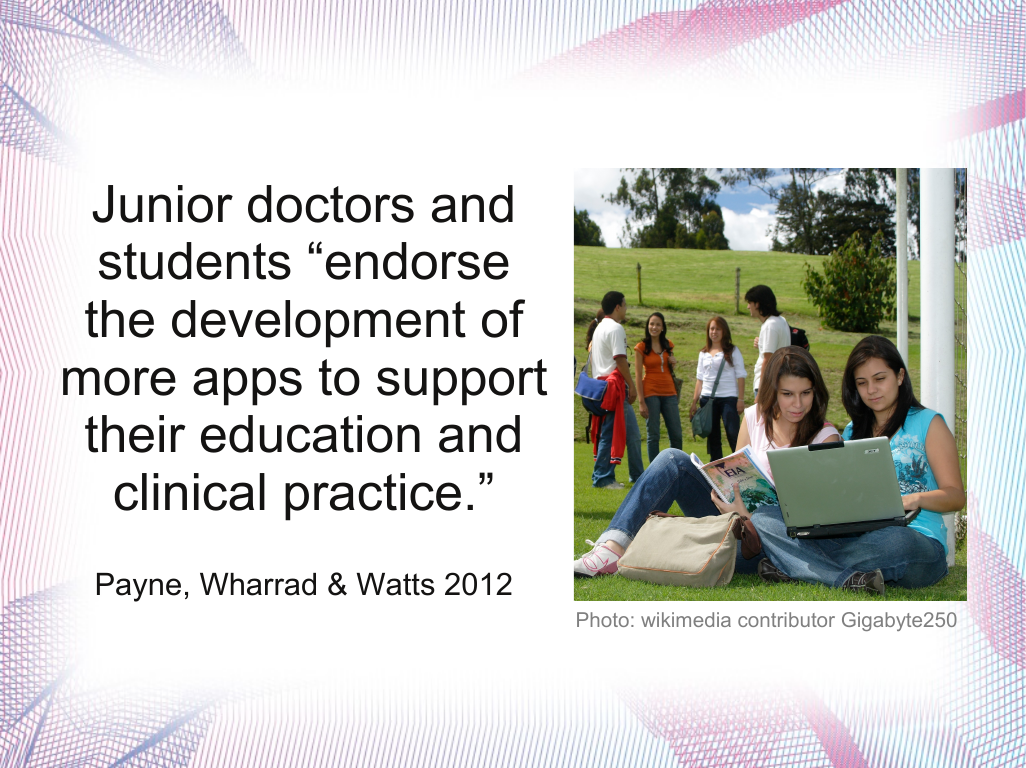 Junior doctors and
students “endorse
the development of
more apps to support
their education and
clinical practice.”
Payne, Wharrad & Watts 2012
Photo: wikimedia contributor Gigabyte250